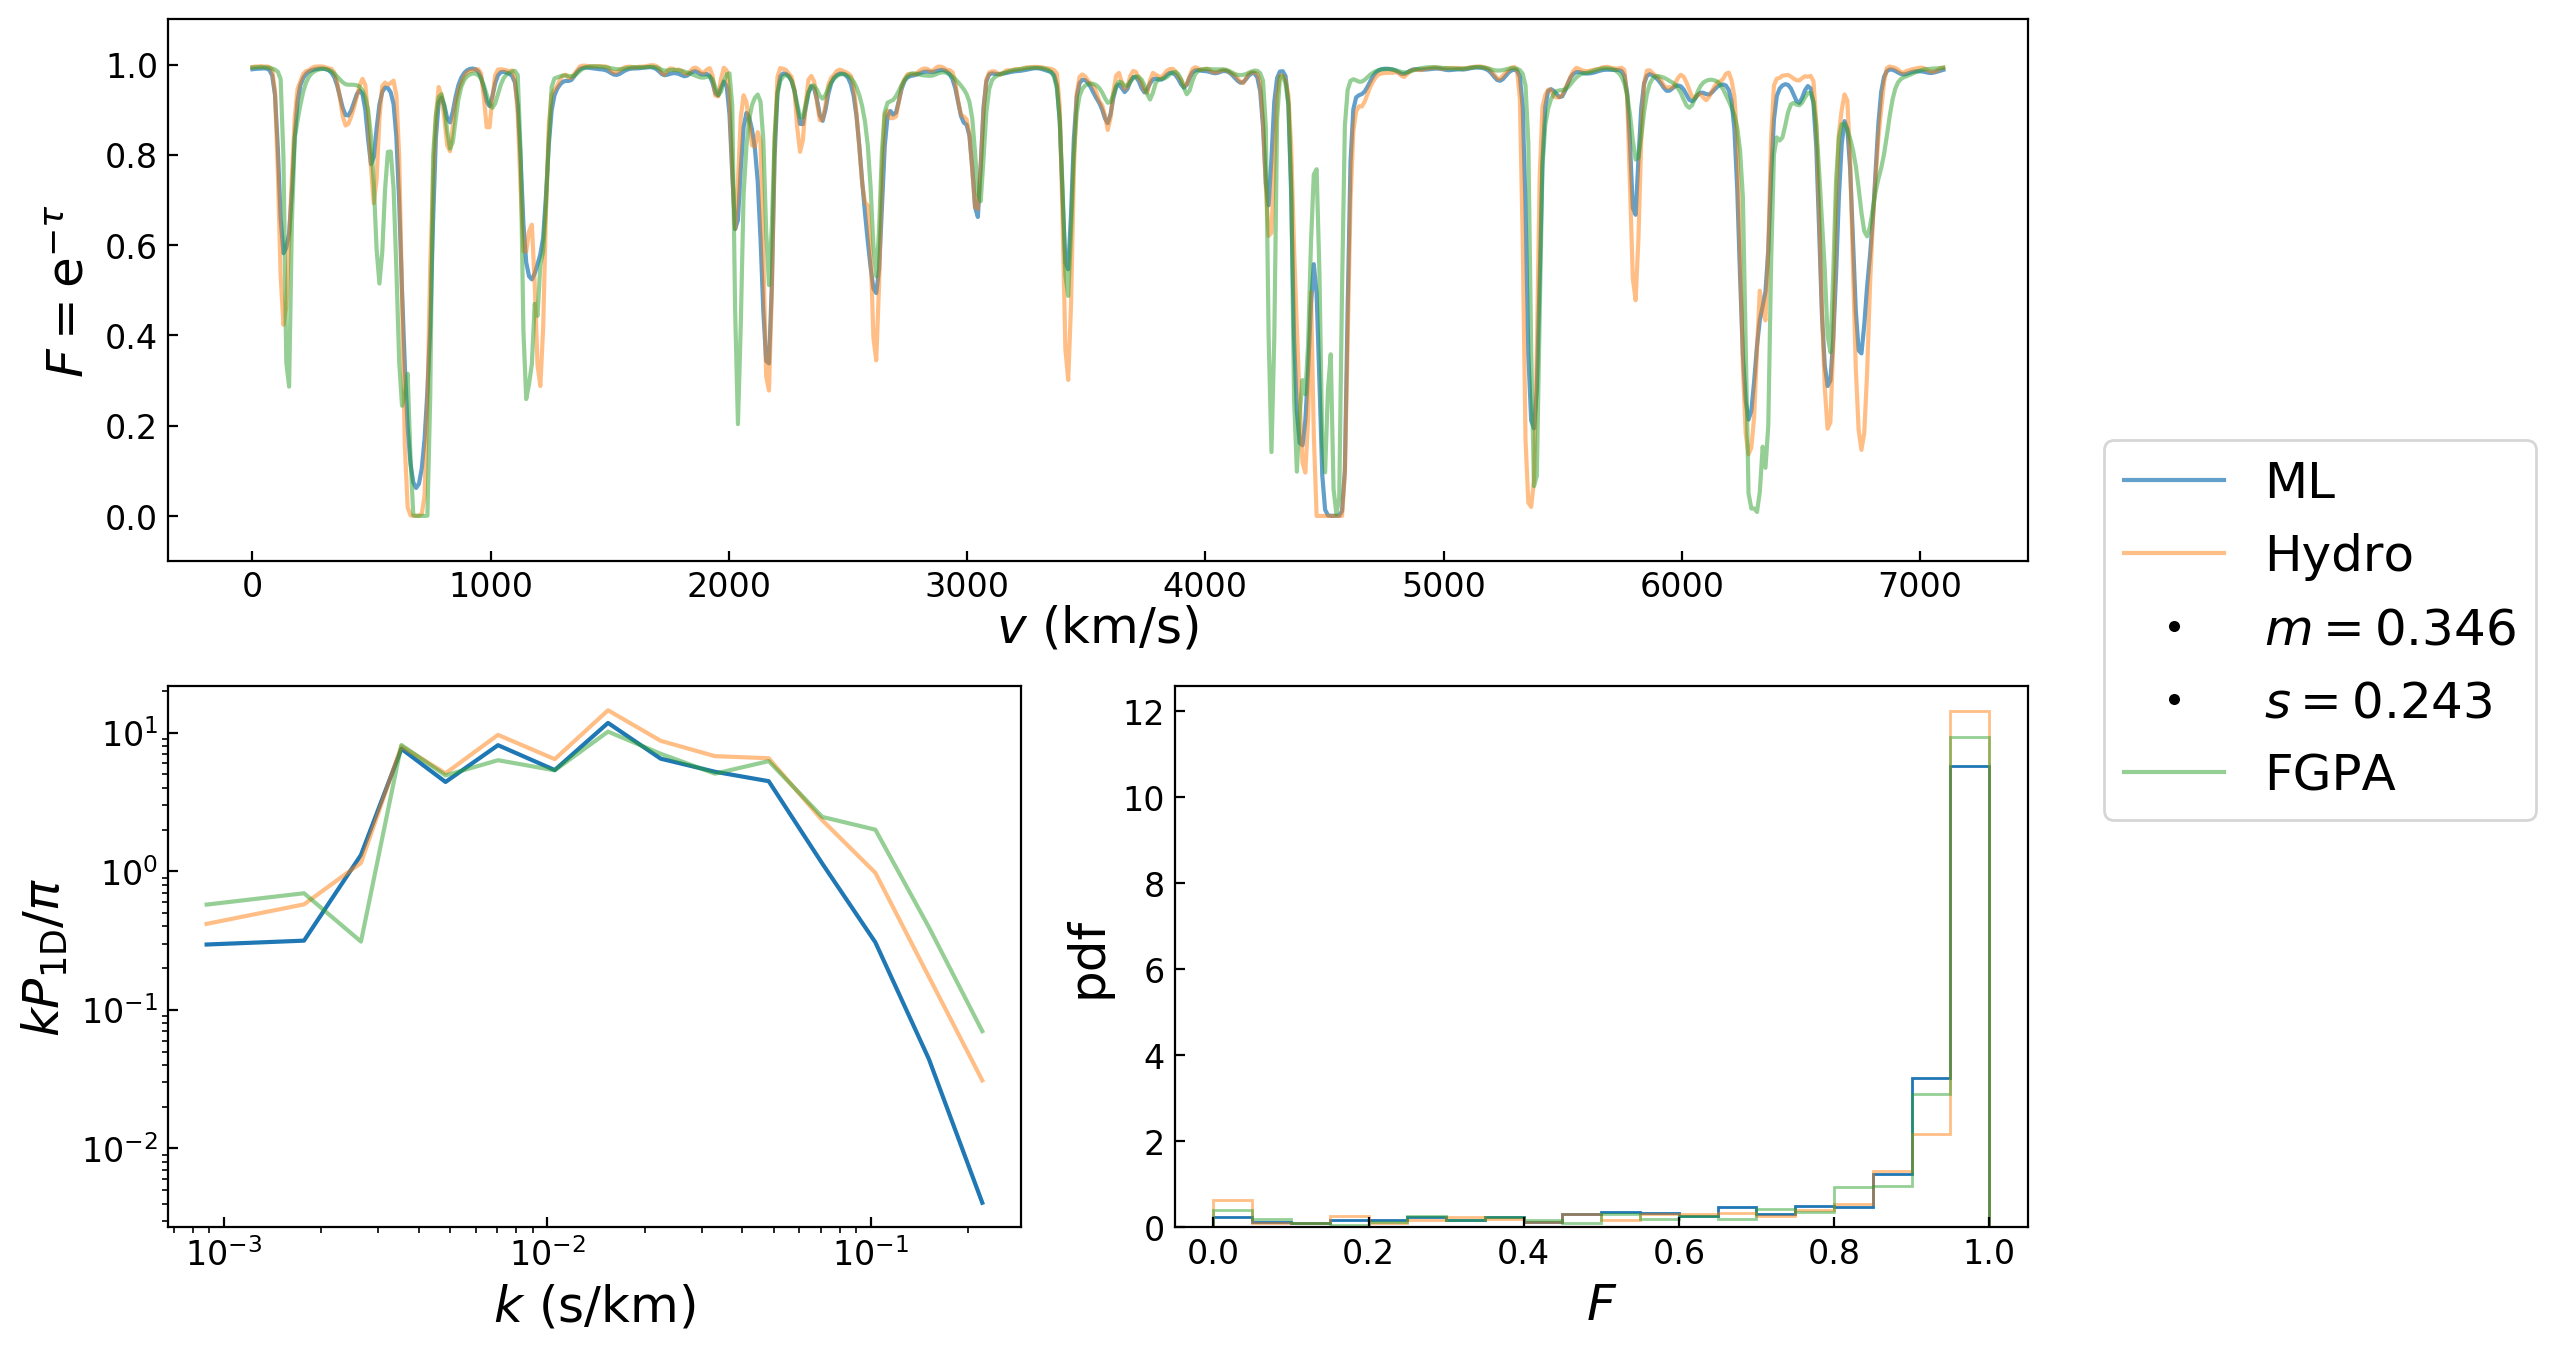 1.0
0.8
0.6
0.4
0.2
0.0
F = e^{-τ}
0 1000 2000 3000 4000 5000 6000 7000
v (km/s)
ML
Hydro
m = 0.346
s = 0.243
FGPA
10^1
10^0
10^{-1}
10^{-2}
kP_{1D}/π
10^{-3} 10^{-2} 10^{-1}
k (s/km)
12
10
8
6
4
2
0
pdf
0.0 0.2 0.4 0.6 0.8 1.0
F